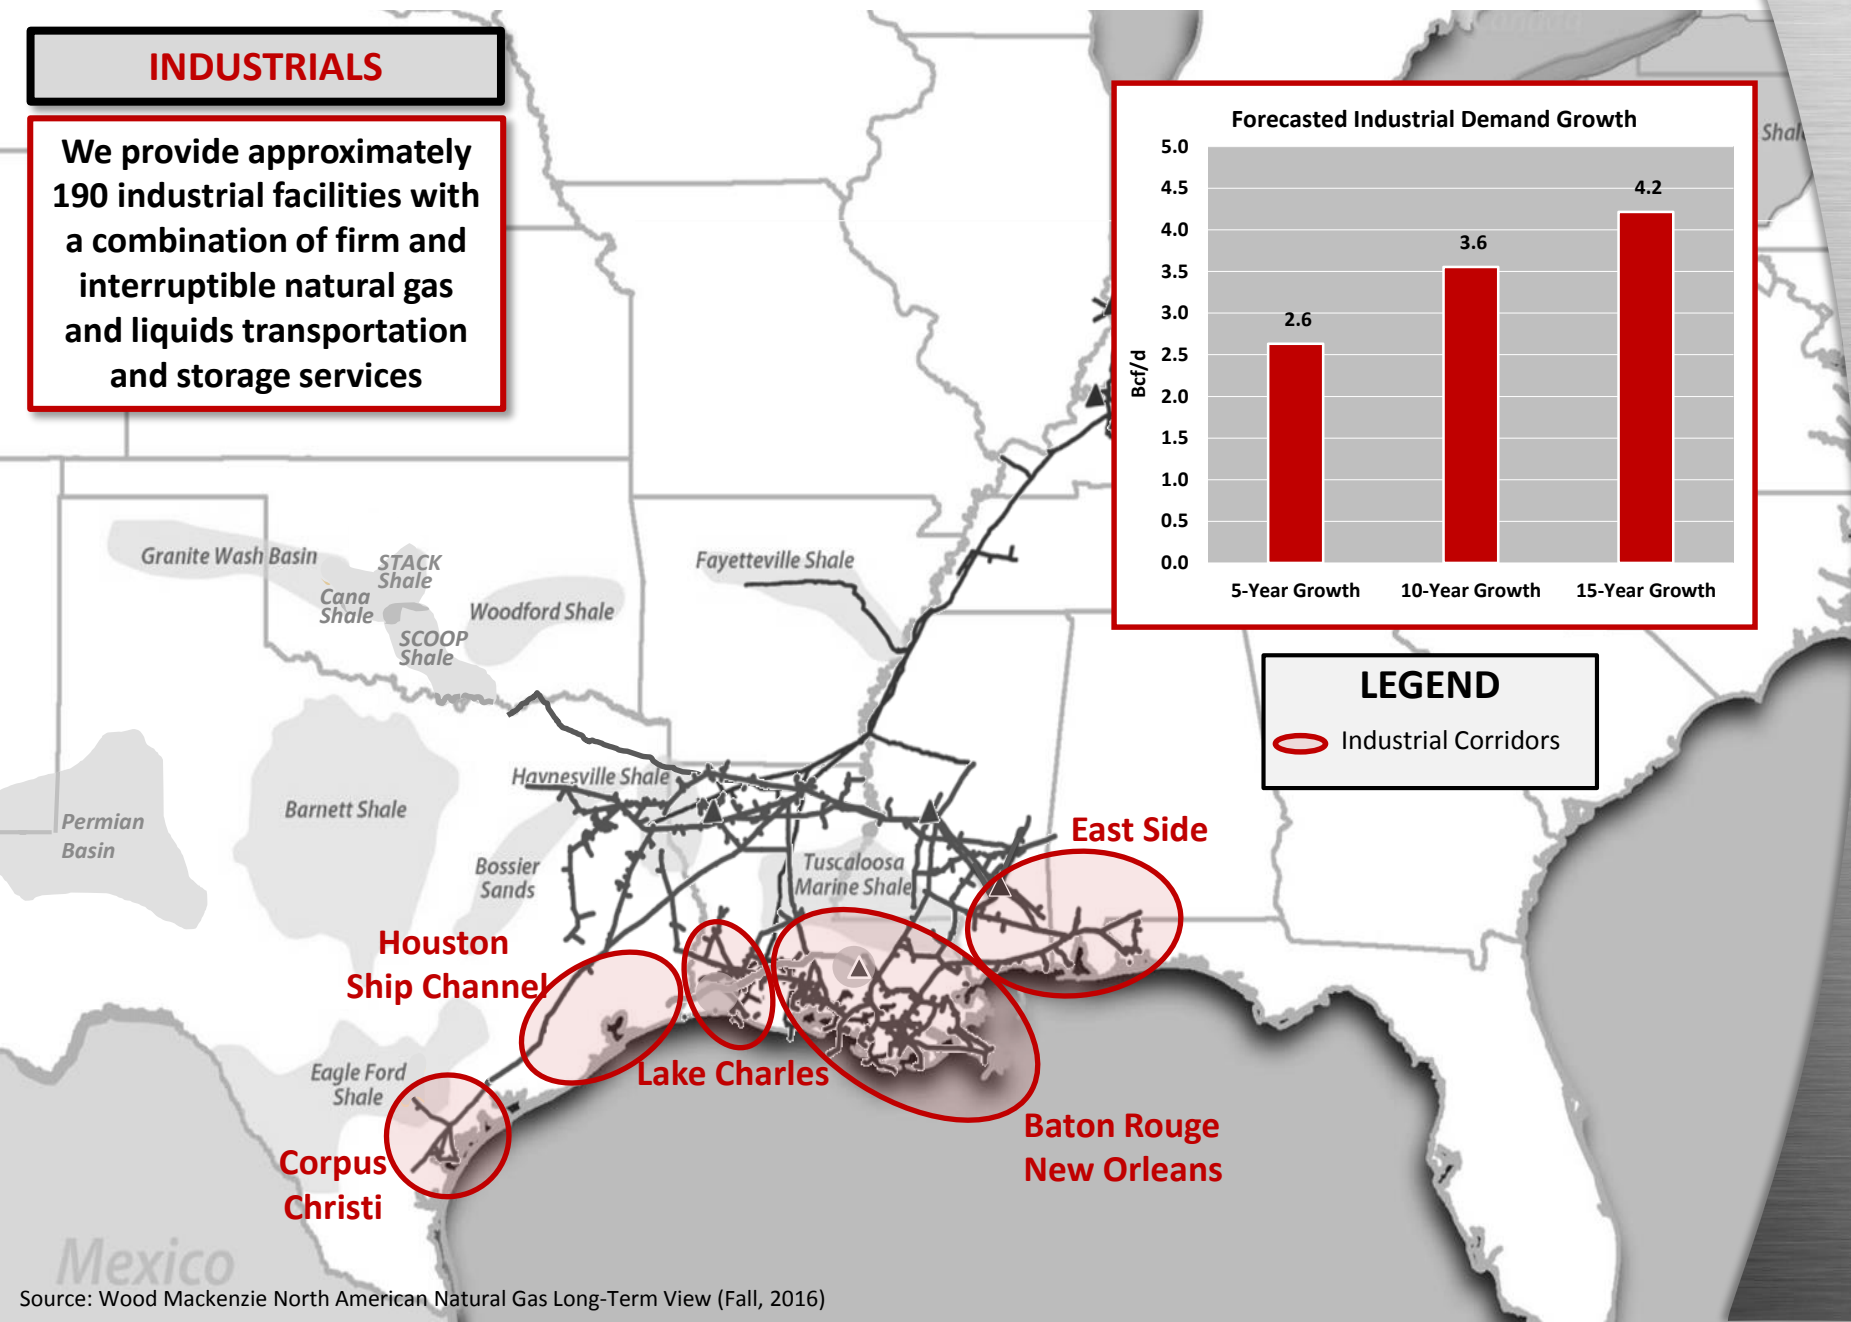 INDUSTRIALS
We provide approximately
190 industrial facilities with
a combination of firm and
interruptible natural gas
and liquids transportation
and storage services
Canada
Shale
Forecasted Industrial Demand Growth
Bcf/d
5.0
4.5
4.0
3.5
3.0
2.5
2.0
1.5
1.0
0.5
0.0
2.6
3.6
4.2
5-Year Growth
10-Year Growth
15-Year Growth
LEGEND
Industrial Corridors
Granite Wash Basin
STACK
Shale
Cana
Shale
SCOOP
Shale
Woodford Shale
Fayetteville Shale
Haynesville Shale
Barnett Shale
Permian
Basin
Bossier
Sands
Tuscaloosa
Marine Shale
East Side
Houston
Ship Channel
Lake Charles
Eagle Ford
Shale
Baton Rouge
New Orleans
Corpus
Christi
Mexico
Source: Wood Mackenzie North American Natural Gas Long-Term View (Fall, 2016)